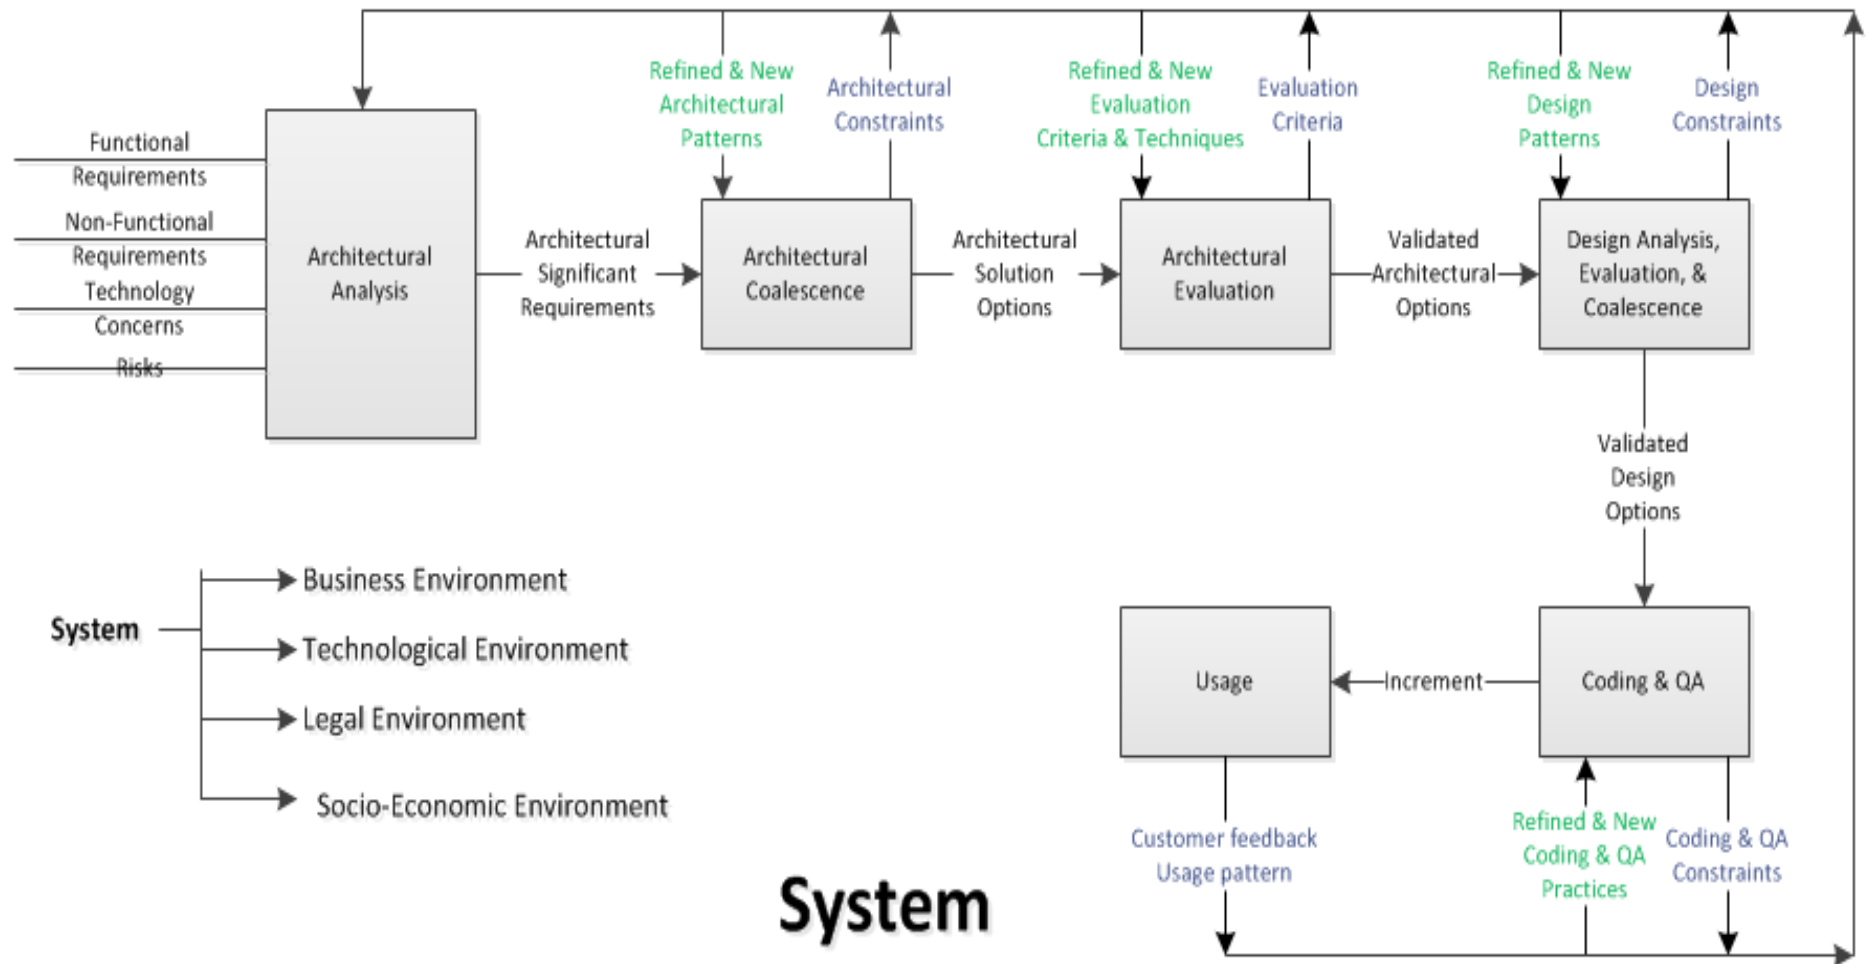 Refined & New
Architectural
Patterns
Architectural
Constraints
Refined & New
Evaluation
Criteria & Techniques
Evaluation
Criteria
Refined & New
Design
Patterns
Design
Constraints
Functional
Requirements
Non-Functional
Requirements
Technology
Concerns
Risks
Architectural
Analysis
Architectural
Significant
Requirements
Architectural
Coalescence
Architectural
Solution
Options
Architectural
Evaluation
Validated
Architectural
Options
Design Analysis,
Evaluation, &
Coalescence
Validated
Design
Options
System
Business Environment
Technological Environment
Legal Environment
Socio-Economic Environment
Usage
Increment
Coding & QA
Customer feedback
Usage pattern
Refined & New
Coding & QA
Practices
Coding & QA
Constraints
System